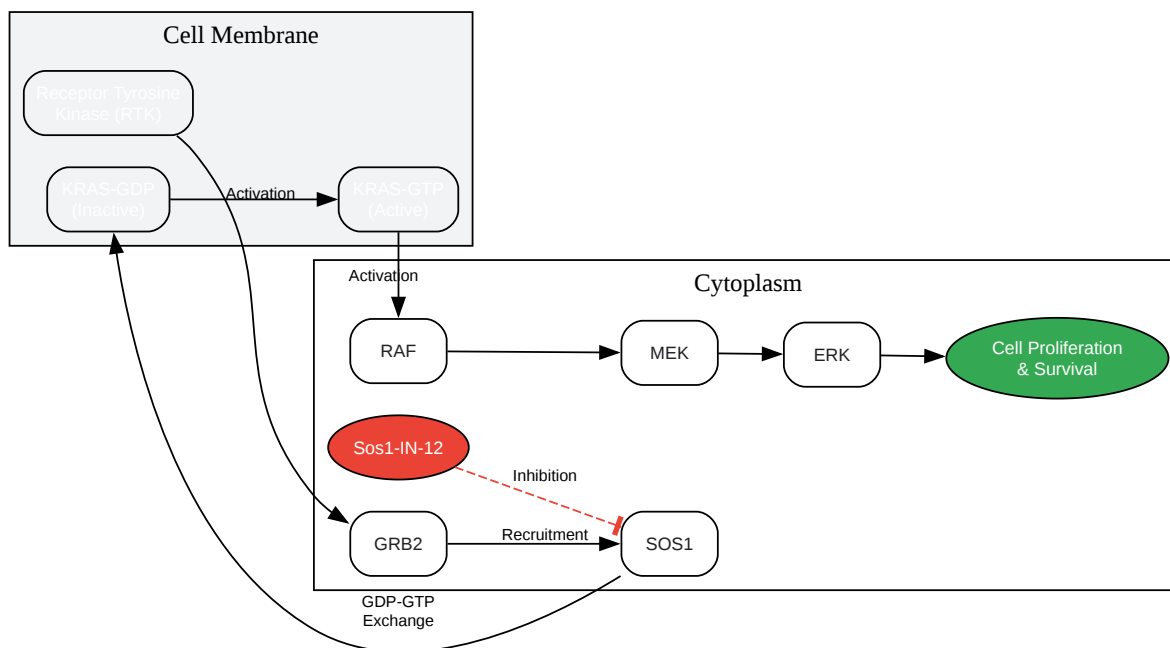 Cell Membrane
Receptor Tyrosine
Kinase (RTK)
KRAS-GDP
(Inactive)
Activation
KRAS-GTP
(Active)
Activation
Cytoplasm
RAF
MEK
ERK
Cell Proliferation
& Survival
Sos1-IN-12
Inhibition
GRB2
Recruitment
SOS1
GDP-GTP
Exchange